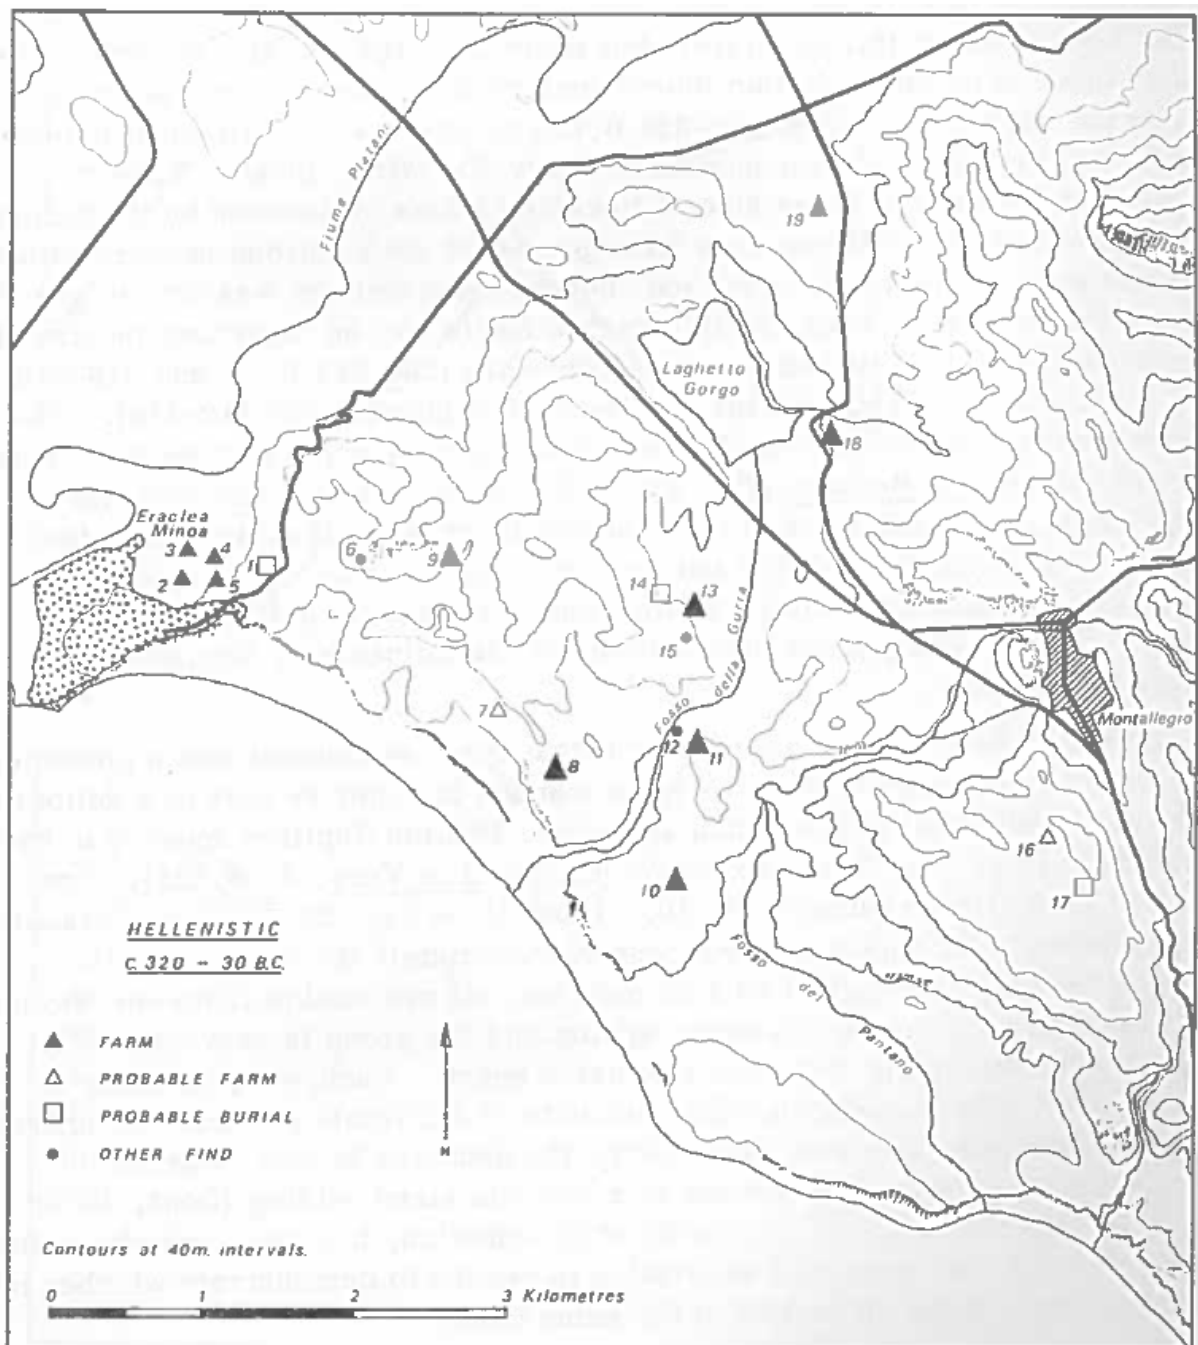 Fiume Platani
19
Laghetto
Gorgo
18
Eraclea
Minoa
3
4
1
2
5
6
9
14
13
15
Fosso della Gurra
7
12
11
8
Montallegro
16
17
10
Fosso del Pantano
HELLENISTIC
C. 320 - 30 B.C.
FARM
PROBABLE FARM
PROBABLE BURIAL
OTHER FIND
N
Contours at 40m. intervals.
0 1 2 3 Kilometres